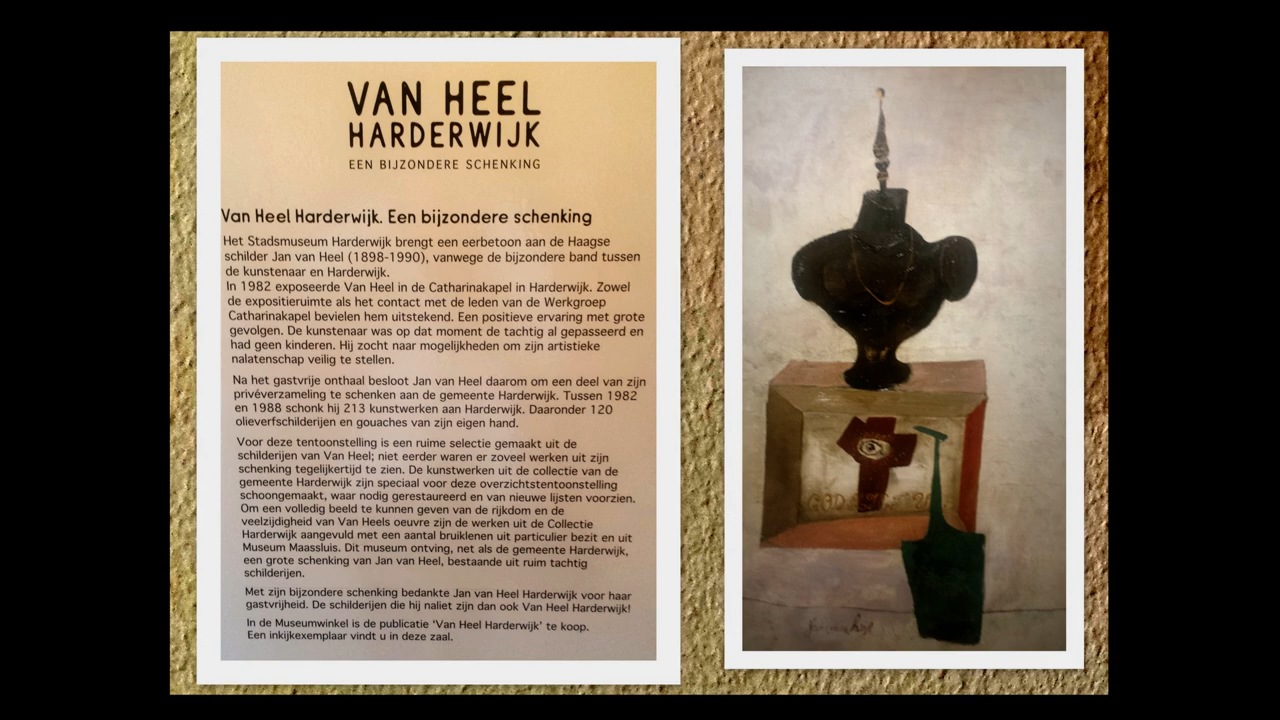 VAN HEEL
HARDERWIJK
EEN BIJZONDERE SCHENKING
Van Heel Harderwijk. Een bijzondere schenking
Het Stadsmuseum Harderwijk brengt een eerbetoon aan de Haagse
schilder Jan van Heel (1898-1990), vanwege de bijzondere band tussen
de kunstenaar en Harderwijk.
In 1982 exposeerde Van Heel in de Catharinakapel in Harderwijk. Zowel
de expositieruimte als het contact met de leden van de Werkgroep
Catharinakapel bevielen hem uitstekend. Een positieve ervaring met grote
gevolgen. De kunstenaar was op dat moment de tachtig al gepasseerd en
had geen kinderen. Hij zocht naar mogelijkheden om zijn artistieke
nalatenschap veilig te stellen.
Na het gastvrije onthaal besloot Jan van Heel daarom om een deel van zijn
privéverzameling te schenken aan de gemeente Harderwijk. Tussen 1982
en 1988 schonk hij 213 kunstwerken aan Harderwijk. Daaronder 120
olieverfschilderijen en gouaches van zijn eigen hand.
Voor deze tentoonstelling is een ruime selectie gemaakt uit de
schilderijen van Van Heel; niet eerder waren er zoveel werken uit zijn
schenking tegelijkertijd te zien. De kunstwerken uit de collectie van de
gemeente Harderwijk zijn speciaal voor deze overzichtstentoonstelling
schoongemaakt, waar nodig gerestaureerd en van nieuwe lijsten voorzien.
Om een volledig beeld te kunnen geven van de rijkdom en de
veelzijdigheid van Van Heels oeuvre zijn de werken uit de Collectie
Harderwijk aangevuld met een aantal bruiklenen uit particulier bezit en uit
Museum Maassluis. Dit museum ontving, net als de gemeente Harderwijk,
een grote schenking van Jan van Heel, bestaande uit ruim tachtig
schilderijen.
Met zijn bijzondere schenking bedankte Jan van Heel Harderwijk voor haar
gastvrijheid. De schilderijen die hij naliet zijn dan ook Van Heel Harderwijk!
In de Museumwinkel is de publicatie 'Van Heel Harderwijk' te koop.
Een inkijkexemplaar vindt u in deze zaal.